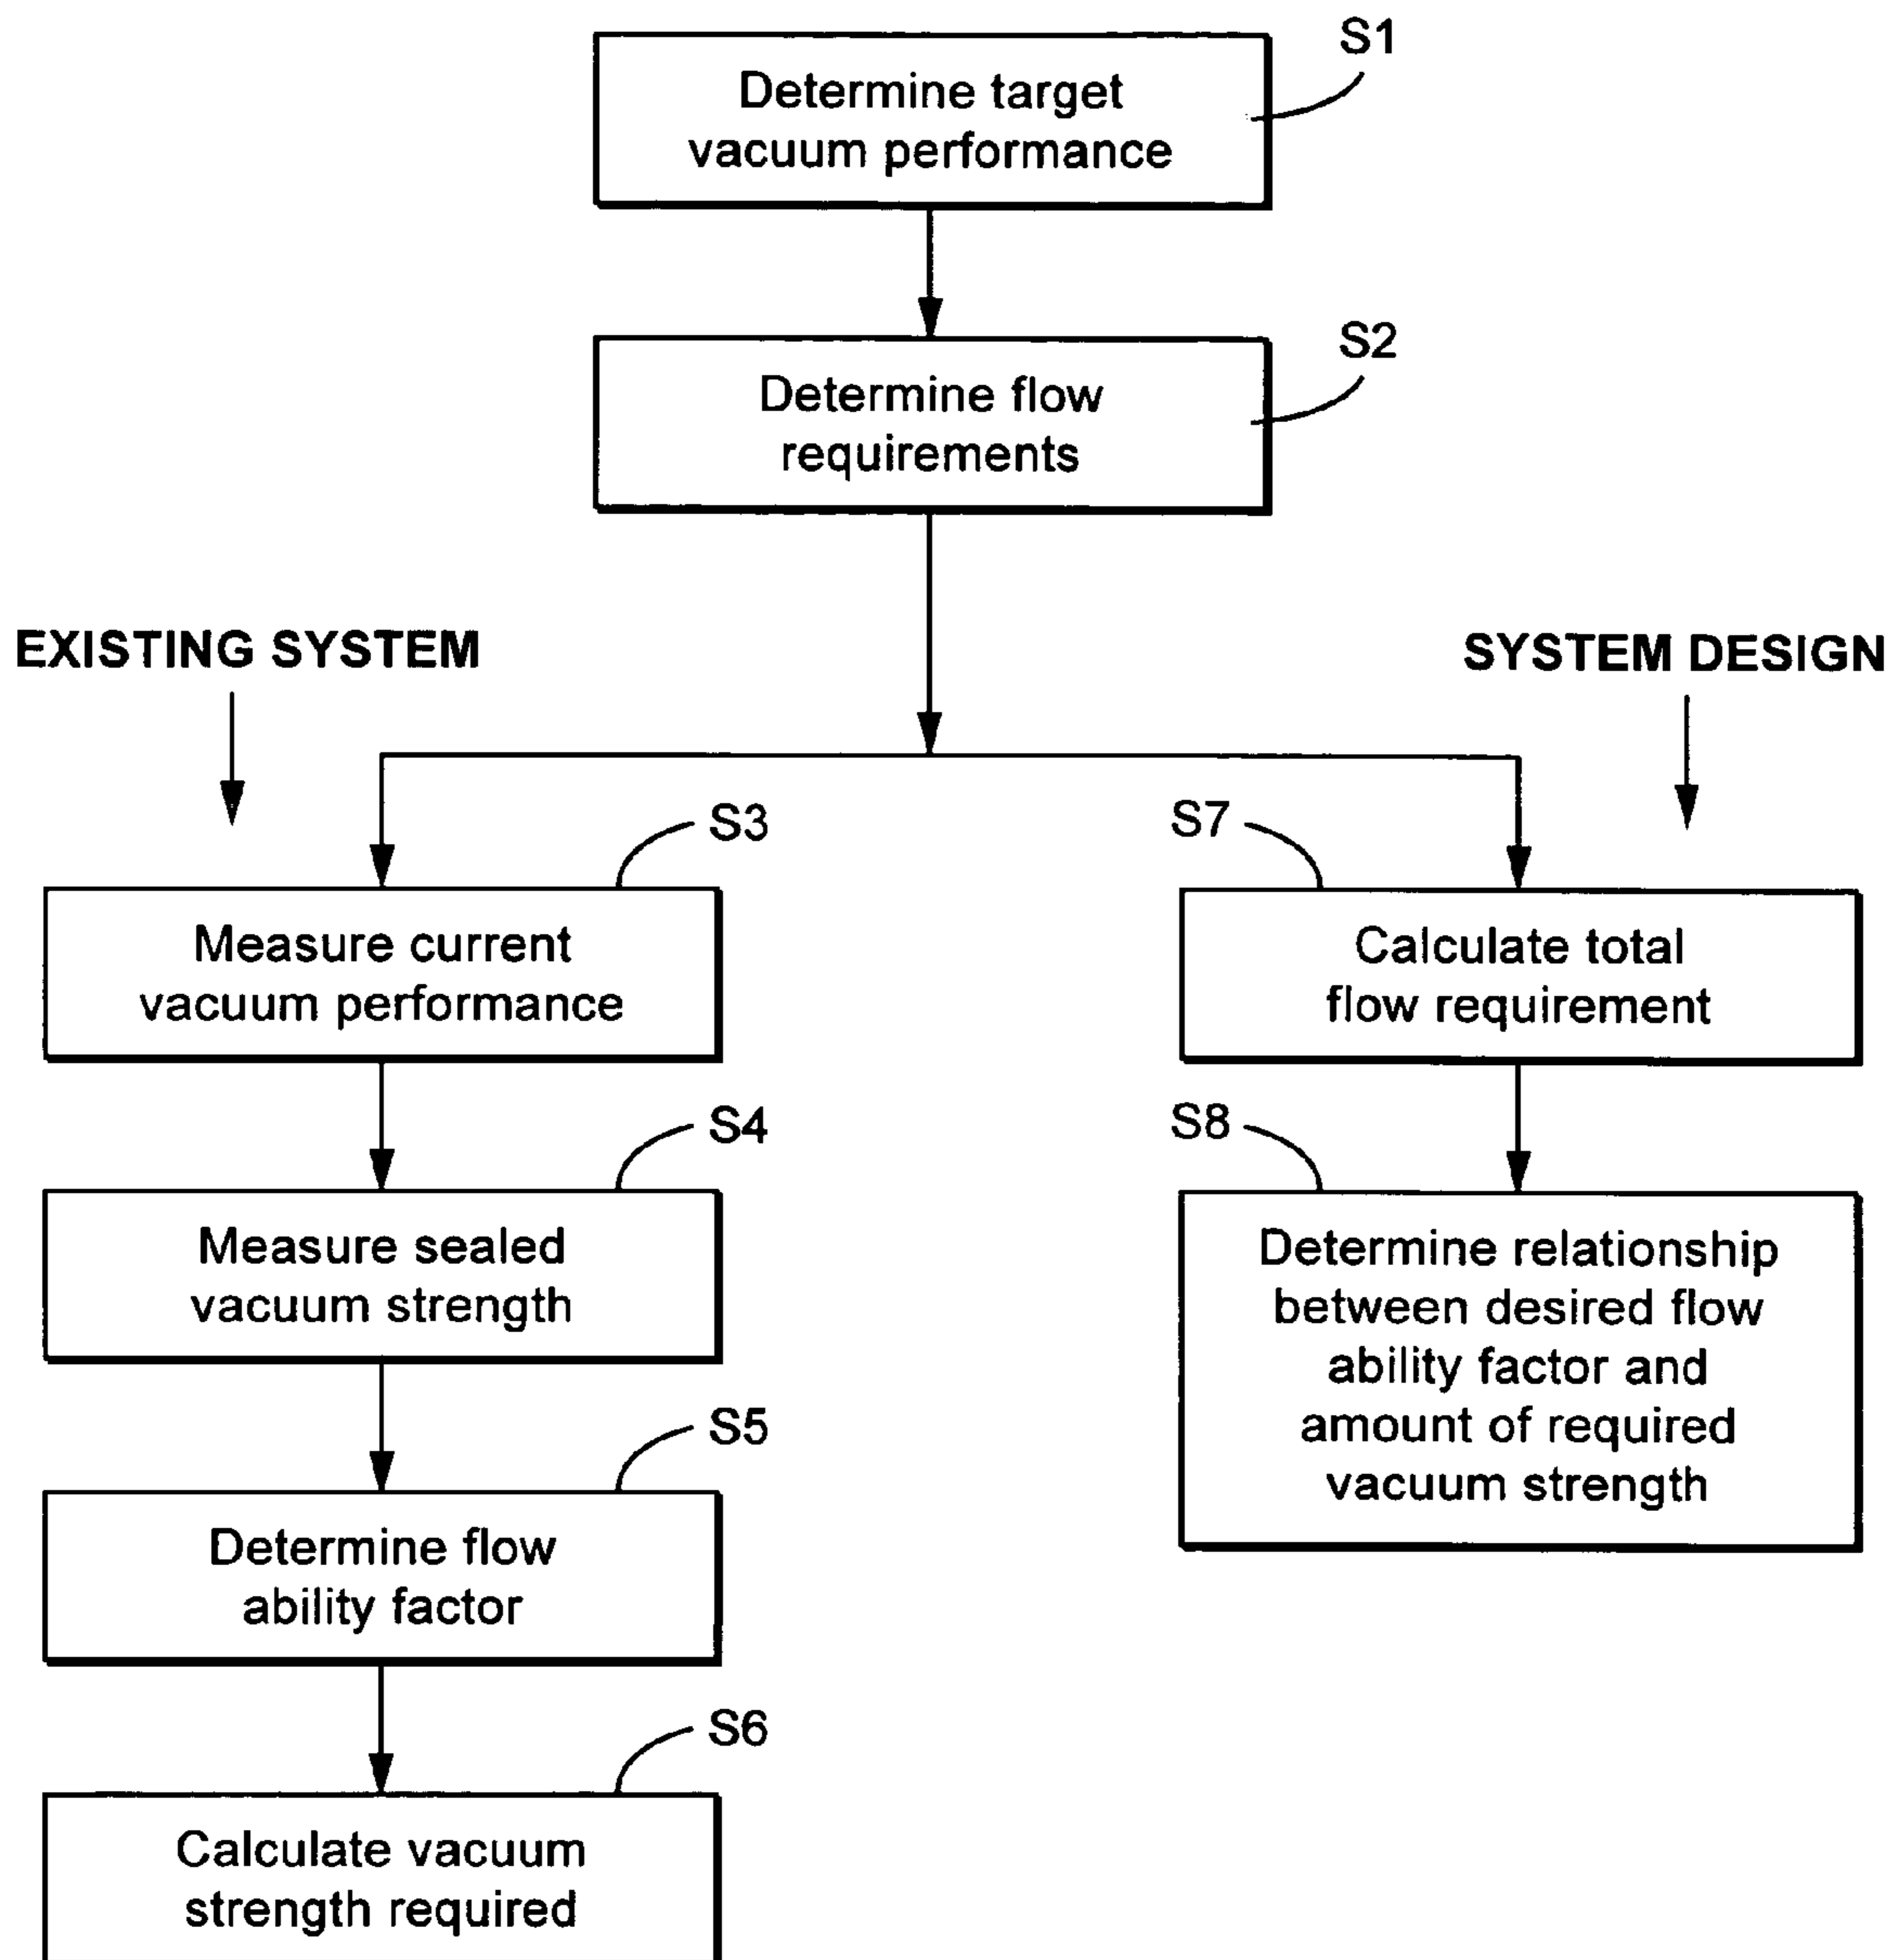 S1
Determine target
vacuum performance
S2
Determine flow
requirements
EXISTING SYSTEM
SYSTEM DESIGN
S3
Measure current
vacuum performance
S4
Measure sealed
vacuum strength
S5
Determine flow
ability factor
S6
Calculate vacuum
strength required
S7
Calculate total
flow requirement
S8
Determine relationship
between desired flow
ability factor and
amount of required
vacuum strength